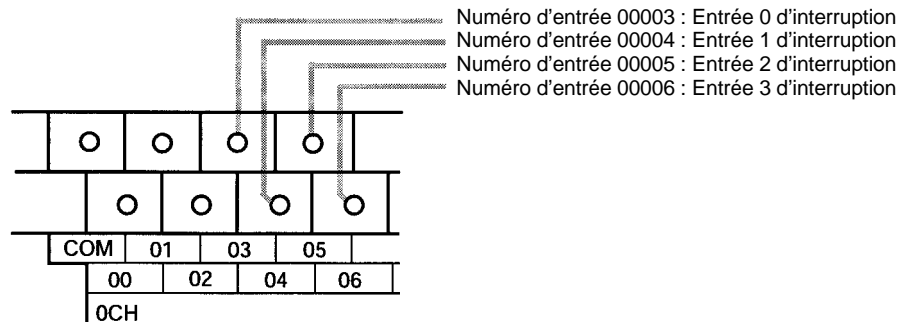 Numéro d'entrée 00003 : Entrée 0 d'interruption
Numéro d'entrée 00004 : Entrée 1 d'interruption
Numéro d'entrée 00005 : Entrée 2 d'interruption
Numéro d'entrée 00006 : Entrée 3 d'interruption
COM 01 03 05
00 02 04 06
0CH